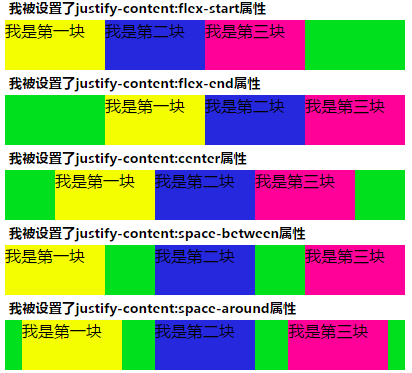 我被设置了justify-content:flex-start属性
我是第一块 我是第二块 我是第三块
我被设置了justify-content:flex-end属性
我是第一块 我是第二块 我是第三块
我被设置了justify-content:center属性
我是第一块 我是第二块 我是第三块
我被设置了justify-content:space-between属性
我是第一块 我是第二块 我是第三块
我被设置了justify-content:space-around属性
我是第一块 我是第二块 我是第三块